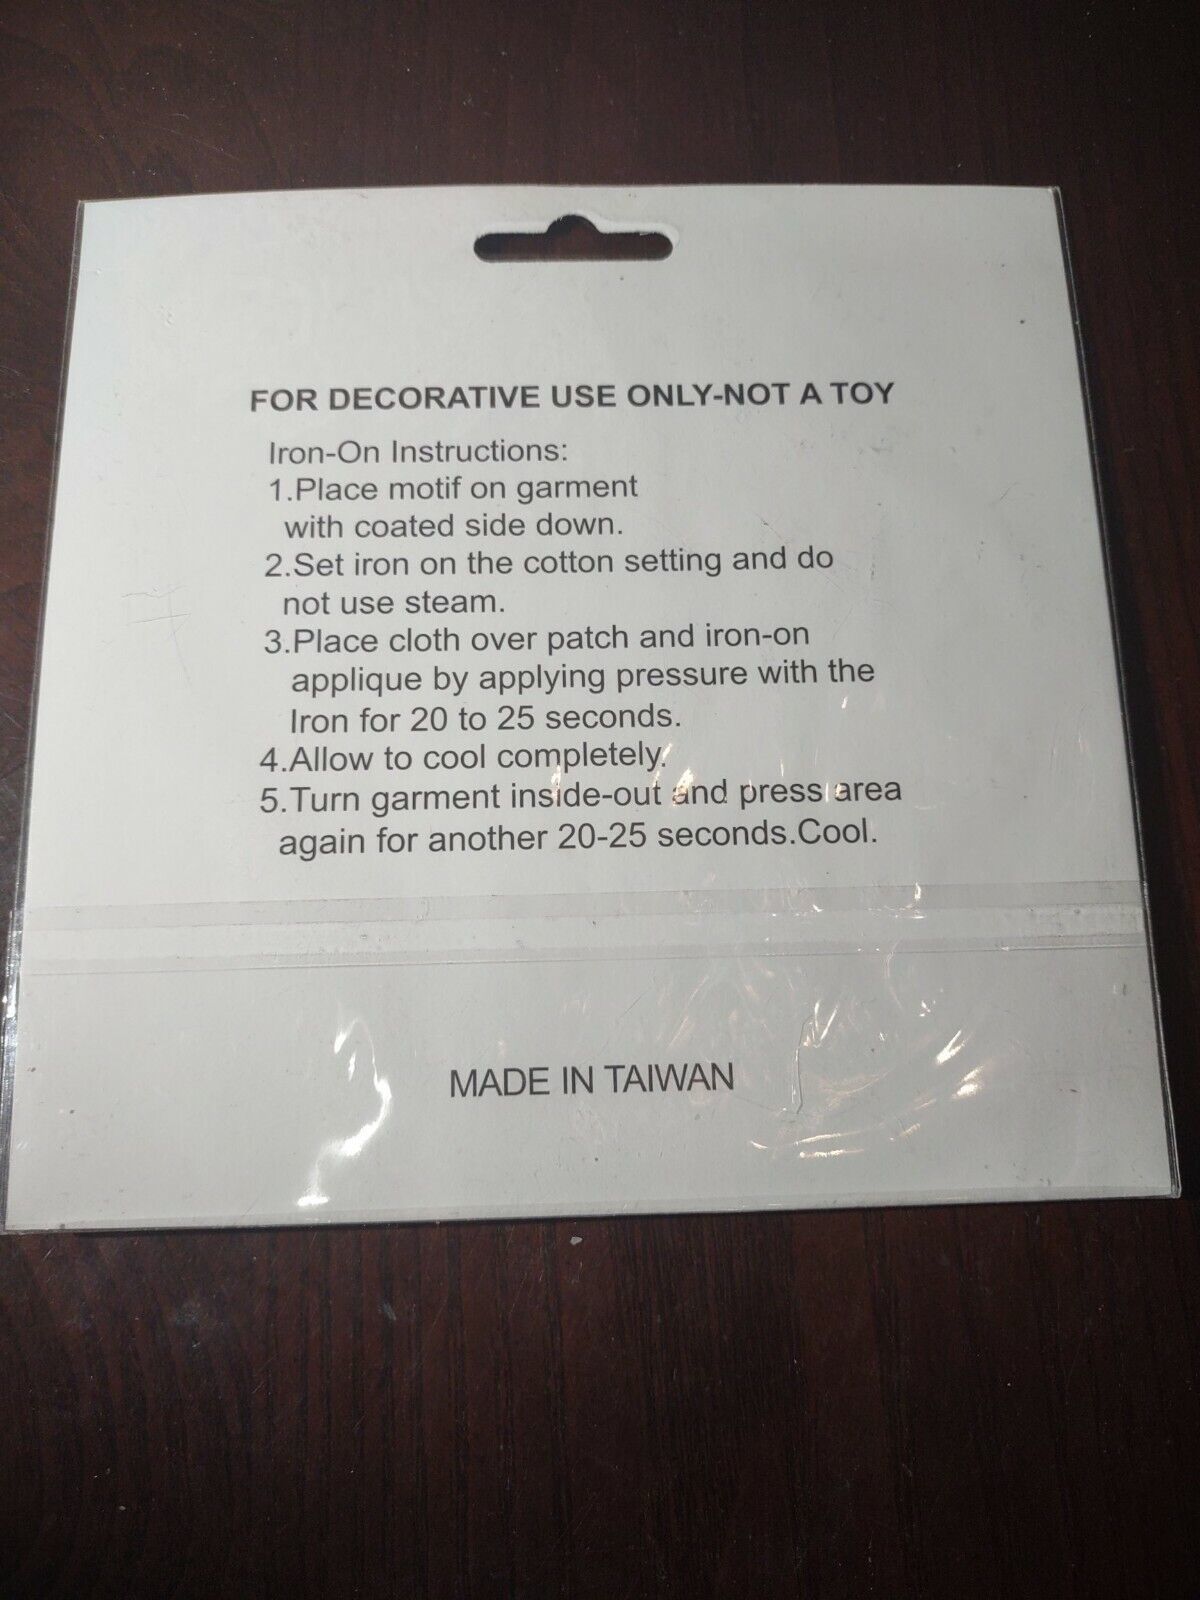 FOR DECORATIVE USE ONLY-NOT A TOY
Iron-On Instructions:
1.Place motif on garment
with coated side down.
2.Set iron on the cotton setting and do
not use steam.
3.Place cloth over patch and iron-on
applique by applying pressure with the
Iron for 20 to 25 seconds.
4.Allow to cool completely.
5.Turn garment inside-out and press area
again for another 20-25 seconds.Cool.
MADE IN TAIWAN